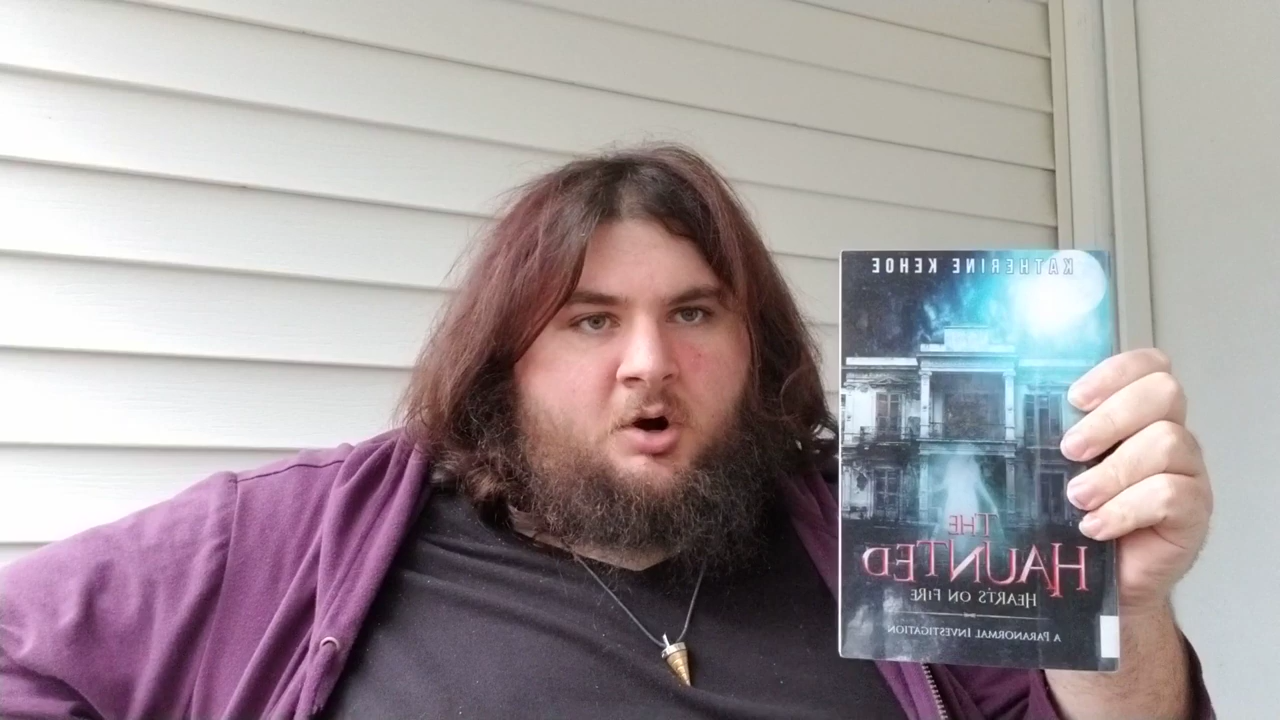 KATHERINE KEHOE
THE
HAUNTED
HEARTS ON FIRE
A PARANORMAL INVESTIGATION